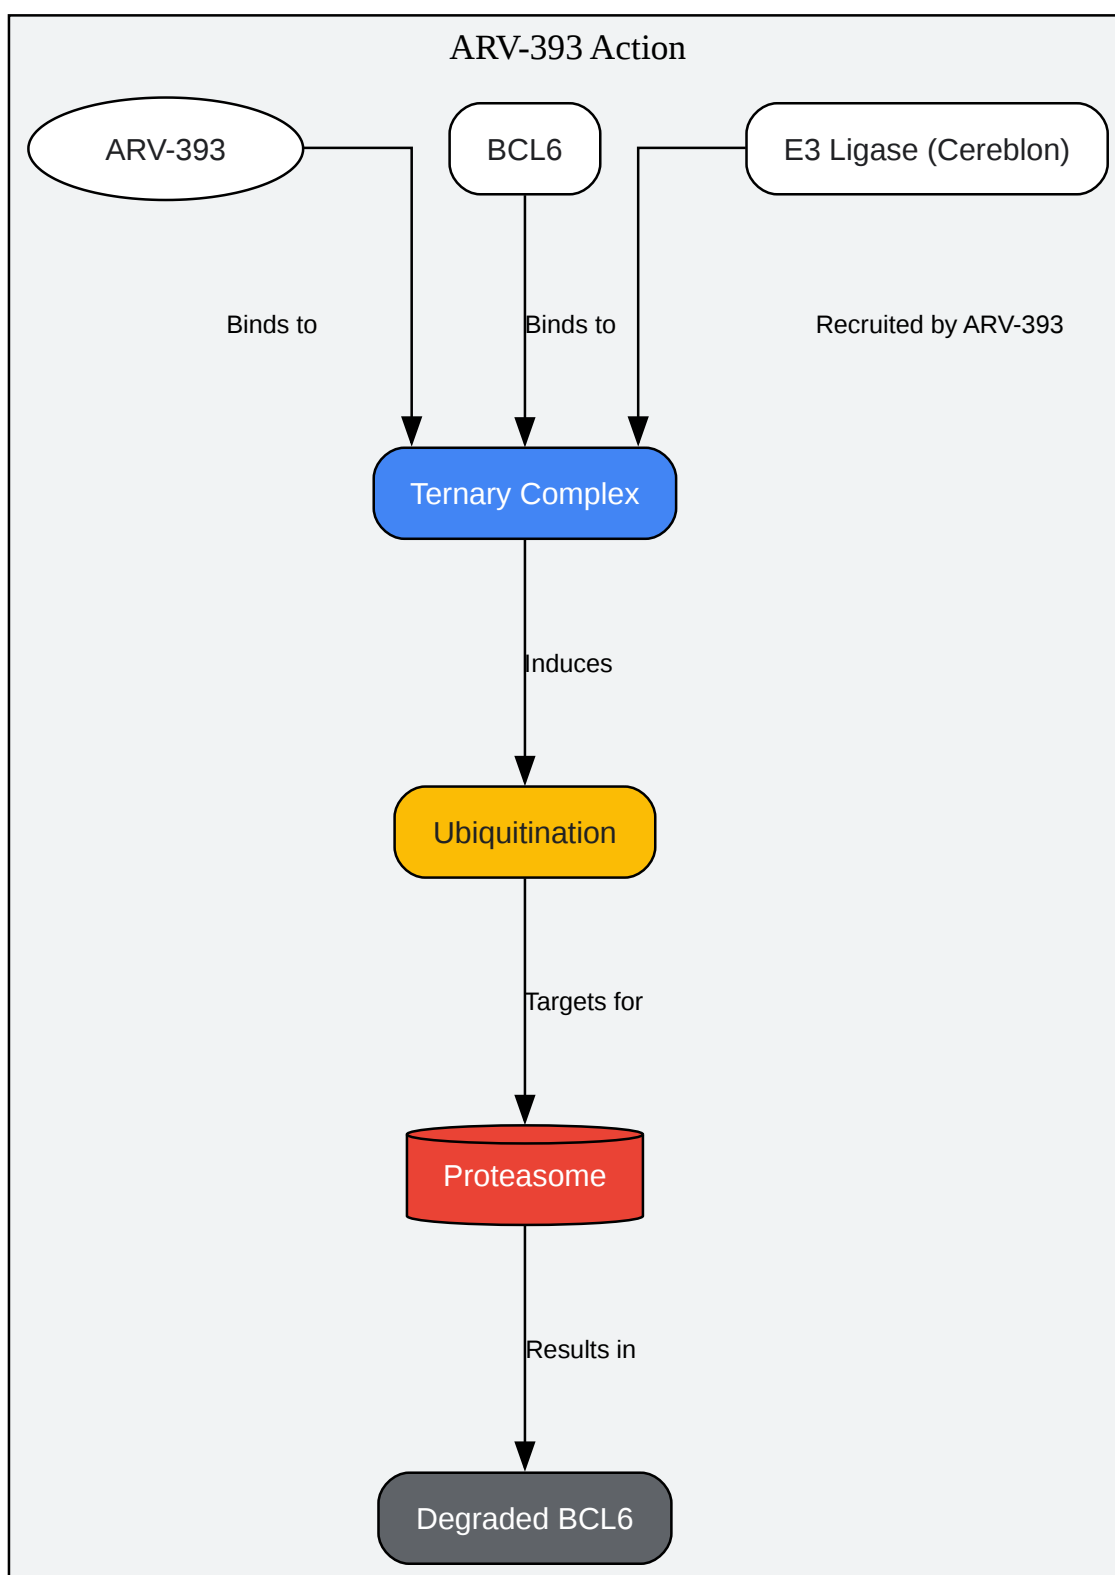 ARV-393 Action
ARV-393
BCL6
E3 Ligase (Cereblon)
Binds to
Binds to
Recruited by ARV-393
Ternary Complex
Induces
Ubiquitination
Targets for
Proteasome
Results in
Degraded BCL6